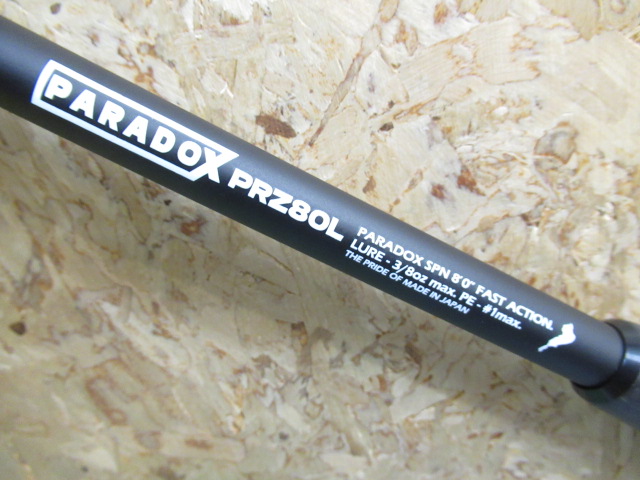 PARADOX PRZ80L
PARADOX SPN 8'0" FAST ACTION.
LURE - 3/8oz max. PE - #1max.
THE PRIDE OF MADE IN JAPAN